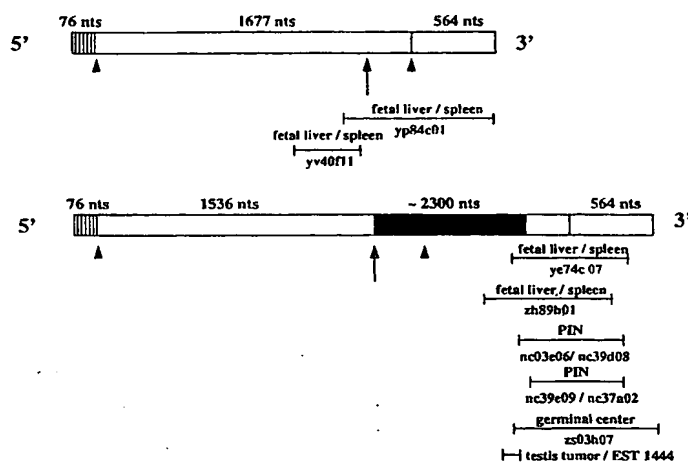 76 nts 1677 nts 564 nts
5' 3'
fetal liver / spleen
yp84c01
fetal liver / spleen
yv40f11
76 nts 1536 nts ~ 2300 nts 564 nts
5' 3'
fetal liver / spleen
ye74c 07
fetal liver / spleen
zh89b01
PIN
nc03e06/ nc39d08
PIN
nc39e09 / nc37a02
germinal center
zs03h07
testis tumor / EST 1444